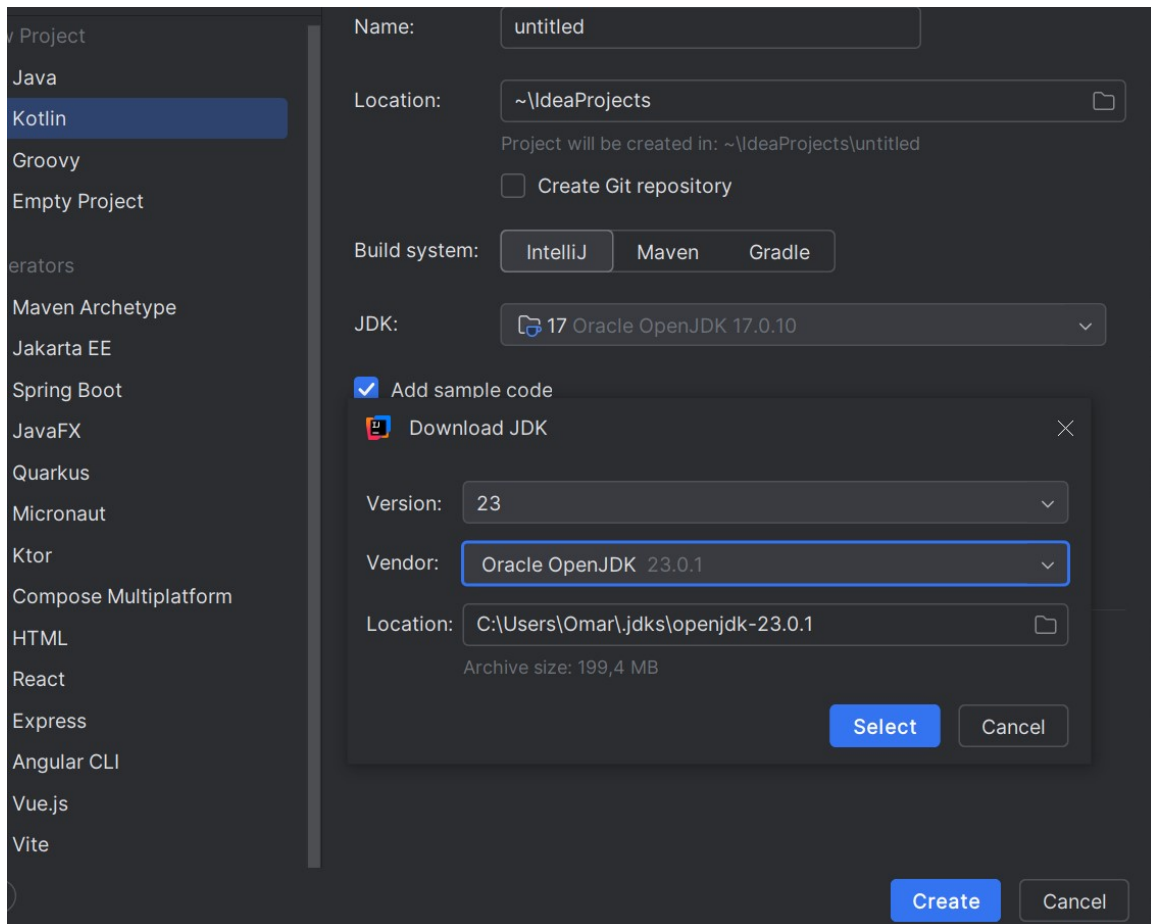 w Project
Java
Kotlin
Groovy
Empty Project
erators
Maven Archetype
Jakarta EE
Spring Boot
JavaFX
Quarkus
Micronaut
Ktor
Compose Multiplatform
HTML
React
Express
Angular CLI
Vue.js
Vite
Name: untitled
Location: ~\IdeaProjects
Project will be created in: ~\IdeaProjects\untitled
Create Git repository
Build system: IntelliJ Maven Gradle
JDK: 17 Oracle OpenJDK 17.0.10
Add sample code
Download JDK
Version: 23
Vendor: Oracle OpenJDK 23.0.1
Location: C:\Users\Omar\.jdks\openjdk-23.0.1
Archive size: 199,4 MB
Select Cancel
Create Cancel